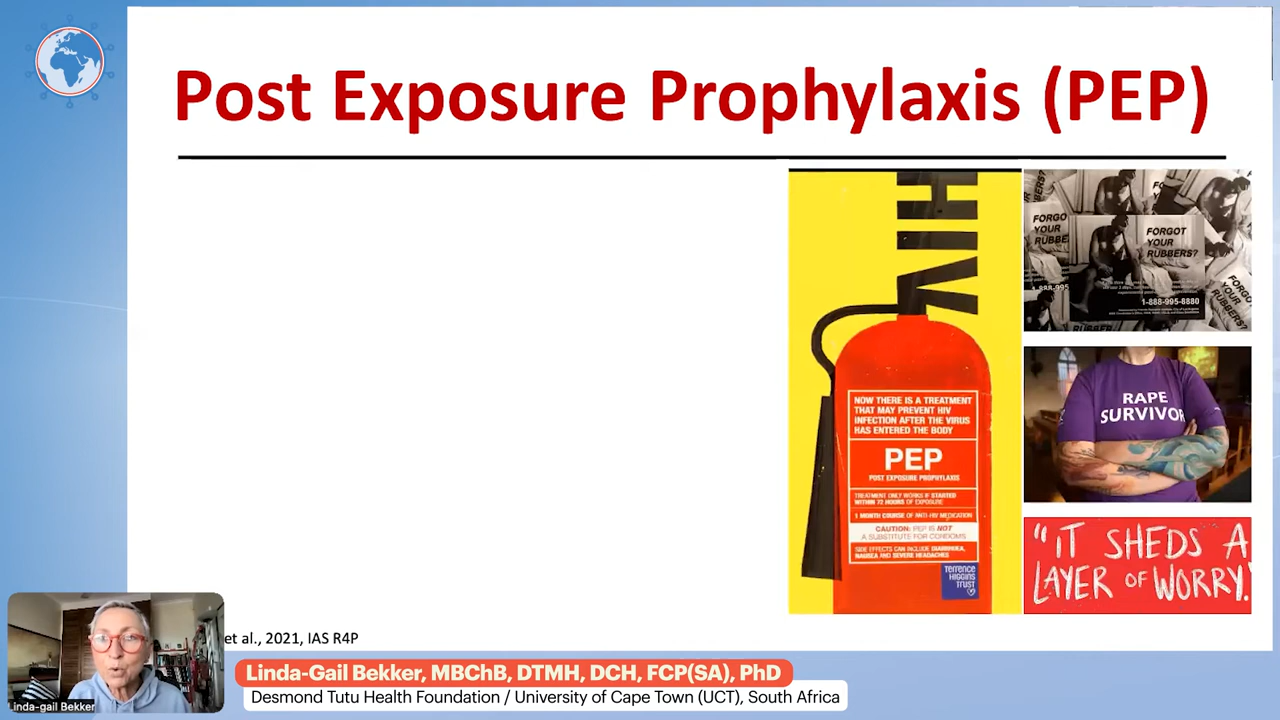 Post Exposure Prophylaxis (PEP)
HIV
NOW THERE IS A TREATMENT
THAT MAY PREVENT HIV
INFECTION AFTER THE VIRUS
HAS ENTERED THE BODY
PEP
POST EXPOSURE PROPHYLAXIS
TREATMENT ONLY WORKS IF STARTED
WITHIN 72 HOURS OF EXPOSURE
1 MONTH COURSE OF ANTI-HIV MEDICATION
CAUTION: PEP IS NOT
A SUBSTITUTE FOR CONDOMS
SIDE EFFECTS CAN INCLUDE DIARRHOEA,
NAUSEA AND SEVERE HEADACHES
TERRENCE
HIGGINS
TRUST
FORGOT
YOUR
RUBBERS?
1-888-995-8880
RAPE
SURVIVOR
"IT SHEDS A
LAYER OF WORRY.
et al., 2021, IAS R4P
Linda-gail Bekker
Linda-Gail Bekker, MBChB, DTMH, DCH, FCP(SA), PhD
Desmond Tutu Health Foundation / University of Cape Town (UCT), South Africa